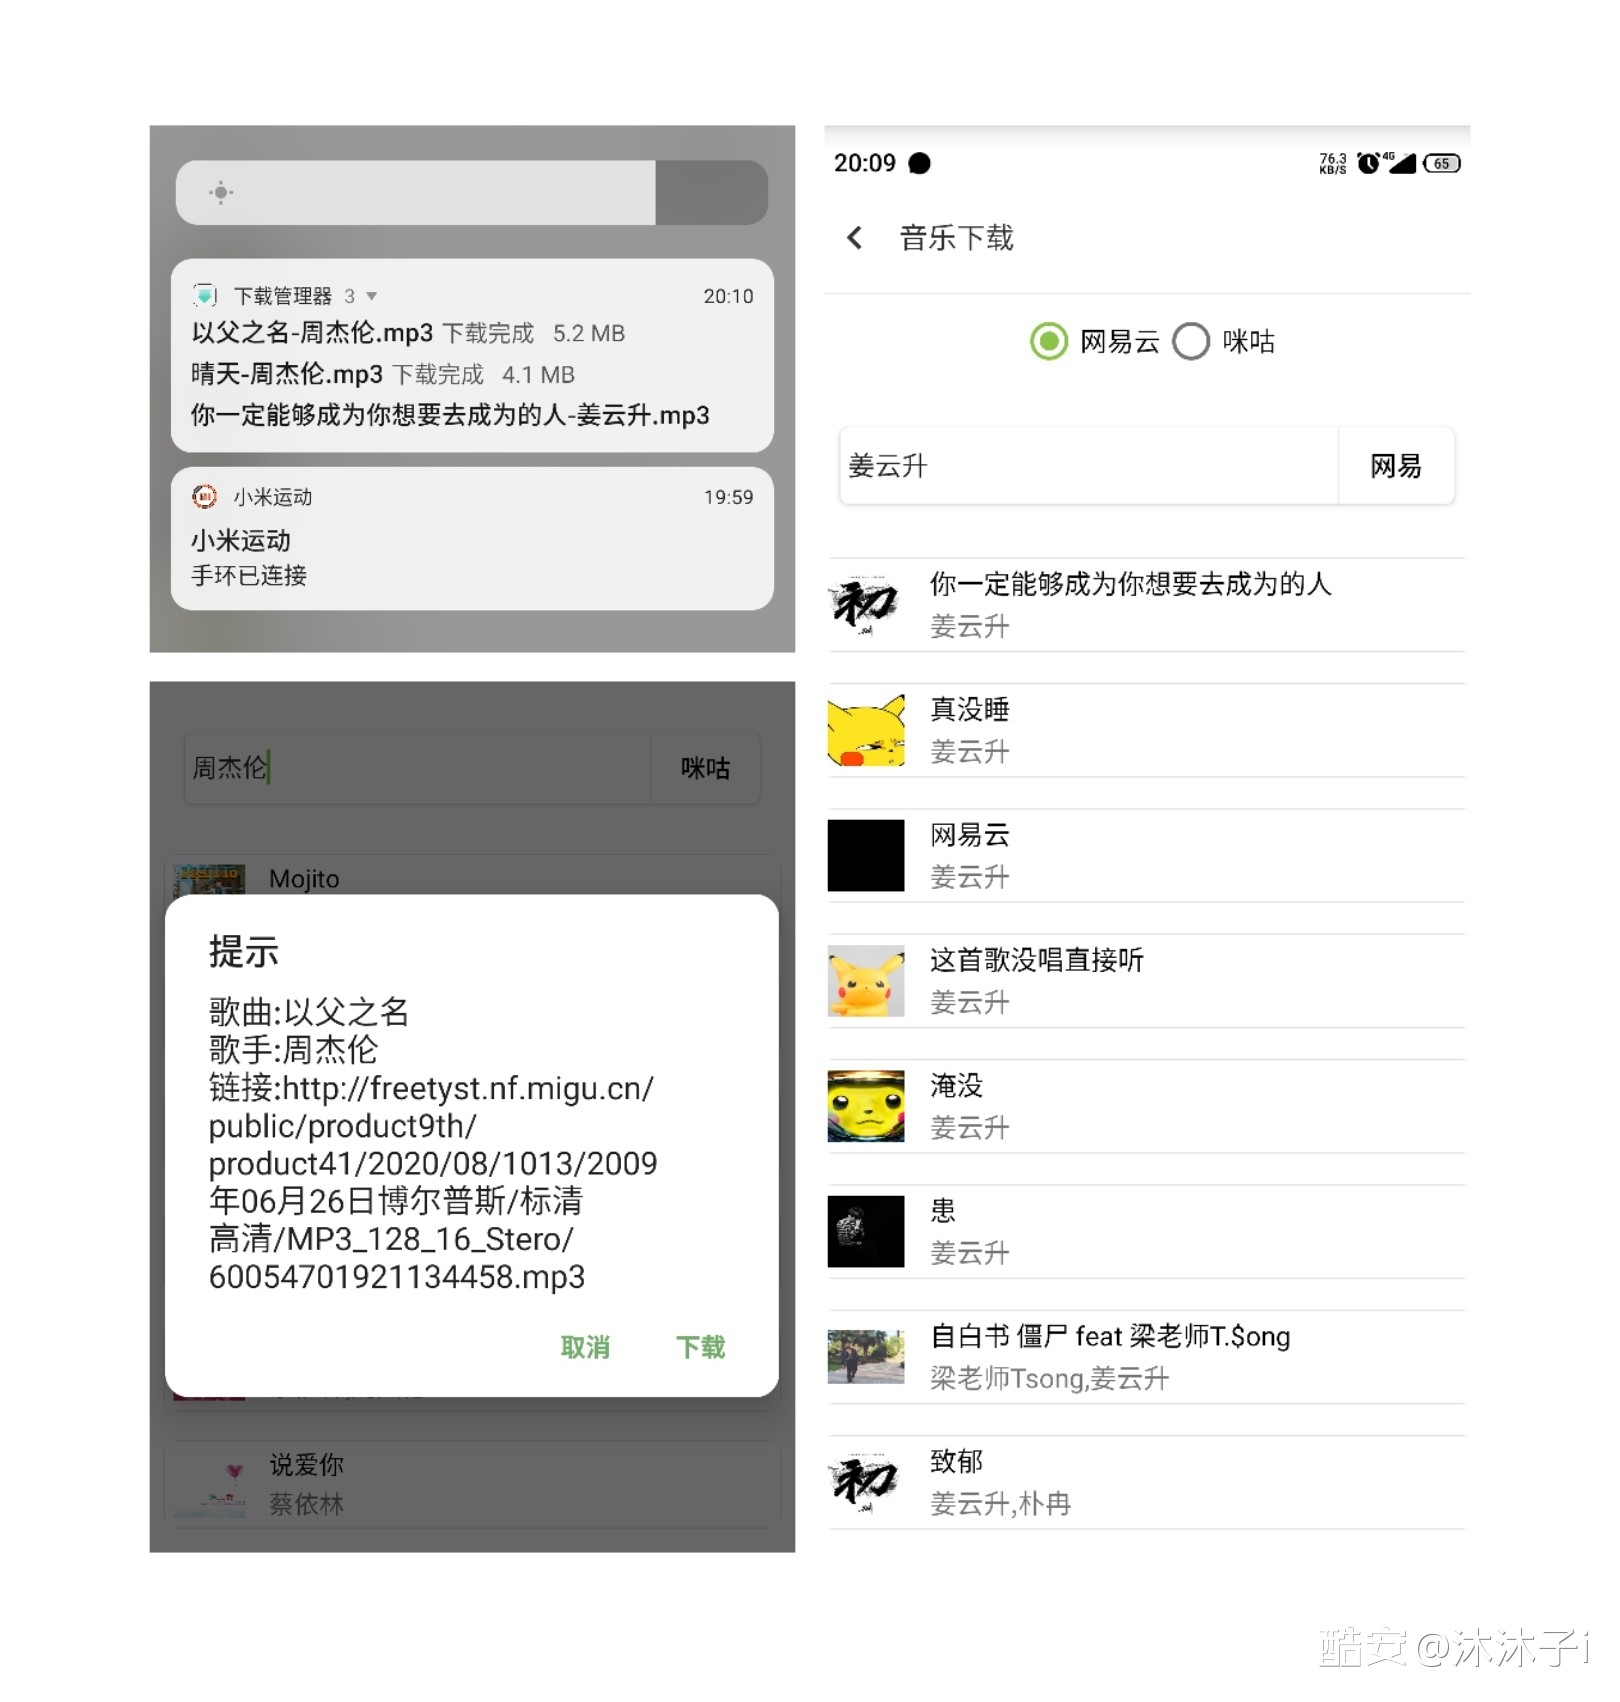 下载管理器 3 20:10
以父之名-周杰伦.mp3 下载完成 5.2 MB
晴天-周杰伦.mp3 下载完成 4.1 MB
你一定能够成为你想要去成为的人-姜云升.mp3
小米运动 19:59
小米运动
手环已连接
周杰伦 咪咕
Mojito
提示
歌曲:以父之名
歌手:周杰伦
链接:http://freetyst.nf.migu.cn/
public/product9th/
product41/2020/08/1013/2009
年06月26日博尔普斯/标清
高清/MP3_128_16_Stero/
60054701921134458.mp3
取消 下载
说爱你
蔡依林
20:09 76.3 KB/S 4G 65
音乐下载
网易云 咪咕
姜云升 网易
初
你一定能够成为你想要去成为的人
姜云升
真没睡
姜云升
网易云
姜云升
这首歌没唱直接听
姜云升
淹没
姜云升
患
姜云升
自白书 僵尸 feat 梁老师T.$ong
梁老师Tsong,姜云升
初
致郁
姜云升,朴冉
酷安@沐沐子i